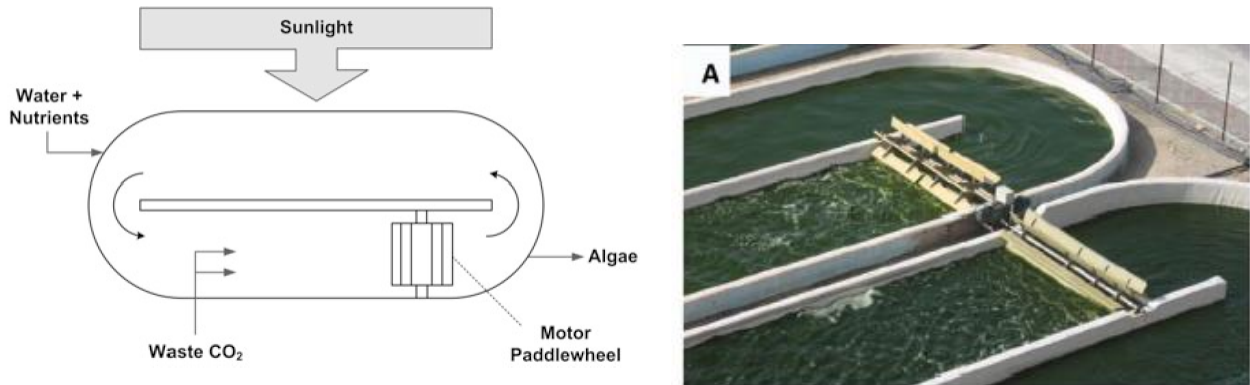 Sunlight
Water +
Nutrients
A
Algae
Waste CO₂
Motor
Paddlewheel